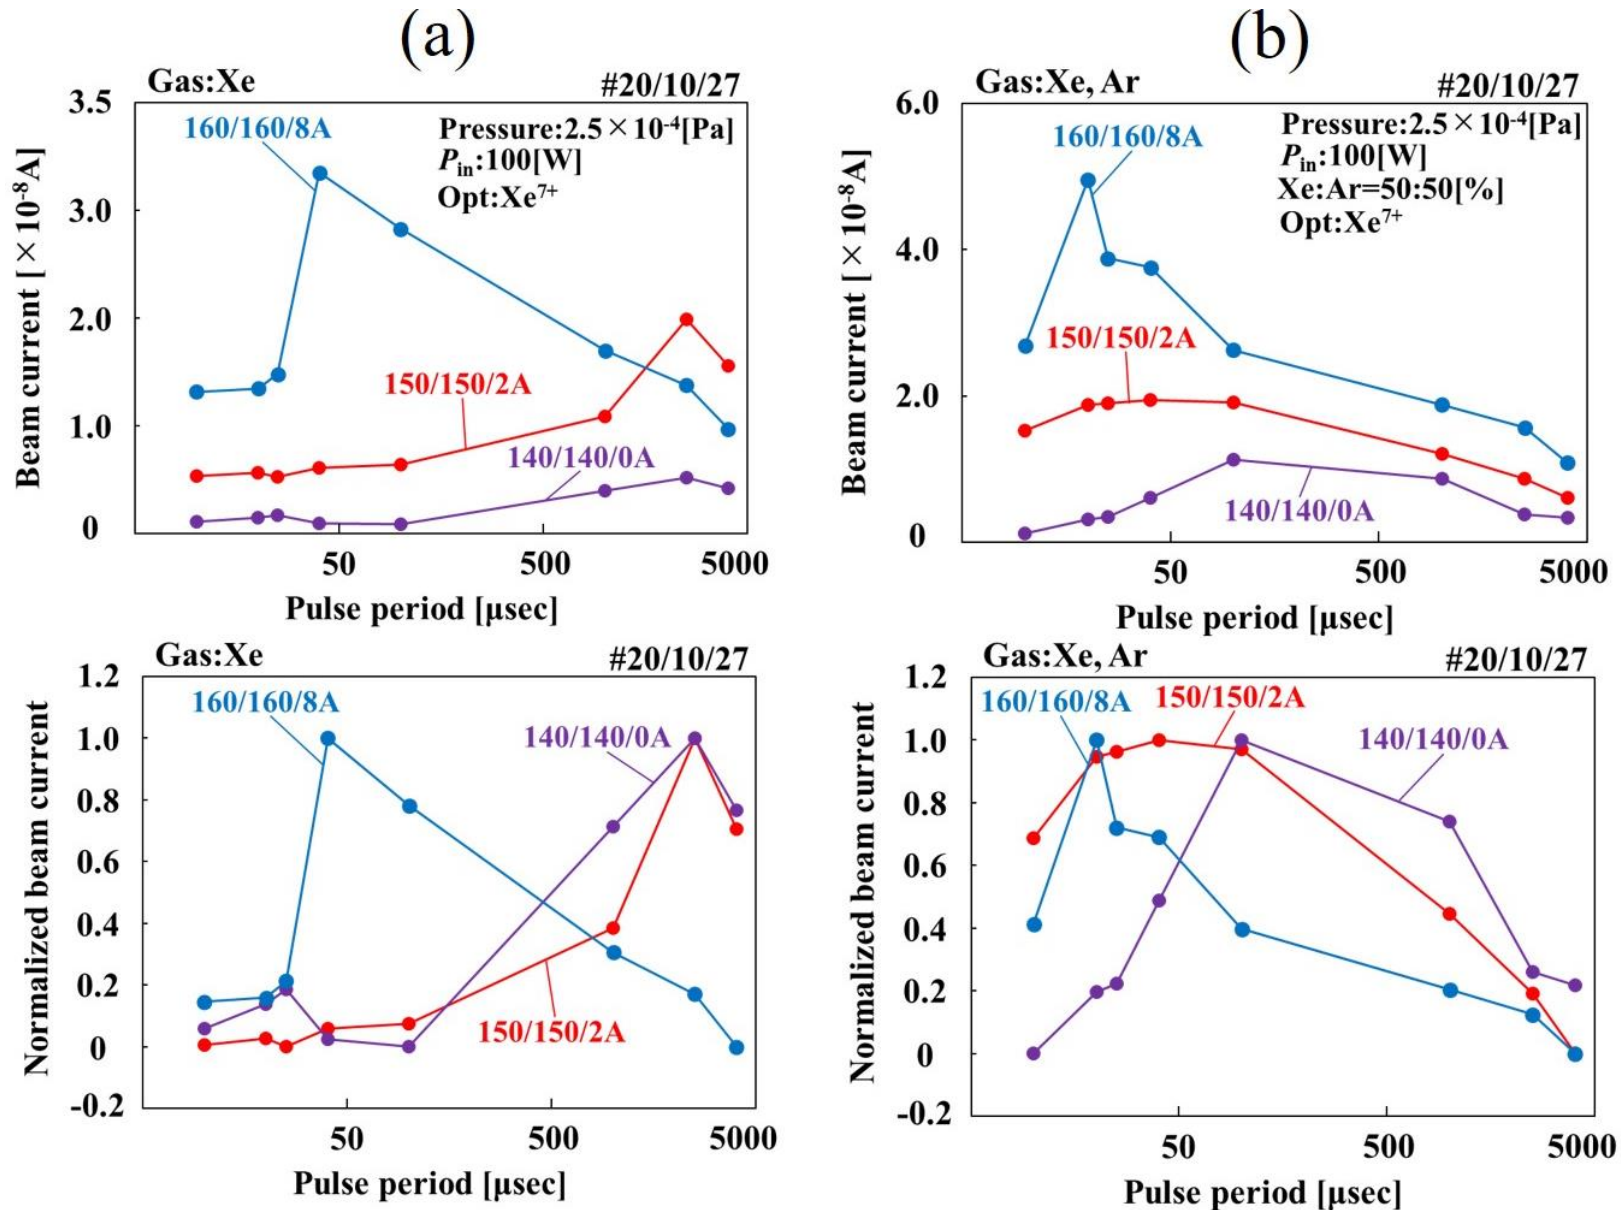 (a)
Gas:Xe #20/10/27
3.5
3.0
2.0
1.0
0
Beam current [×10⁻⁸A]
160/160/8A
Pressure:2.5×10⁻⁴[Pa]
Pᵢₙ:100[W]
Opt:Xe⁷⁺
150/150/2A
140/140/0A
50 500 5000
Pulse period [μsec]
(b)
Gas:Xe, Ar #20/10/27
6.0
4.0
2.0
0
Beam current [×10⁻⁸A]
160/160/8A
Pressure:2.5×10⁻⁴[Pa]
Pᵢₙ:100[W]
Xe:Ar=50:50[%]
Opt:Xe⁷⁺
150/150/2A
140/140/0A
50 500 5000
Pulse period [μsec]
Gas:Xe #20/10/27
1.2
1.0
0.8
0.6
0.4
0.2
0
-0.2
Normalized beam current
160/160/8A
140/140/0A
150/150/2A
50 500 5000
Pulse period [μsec]
Gas:Xe, Ar #20/10/27
1.2
1.0
0.8
0.6
0.4
0.2
0
-0.2
Normalized beam current
160/160/8A
150/150/2A
140/140/0A
50 500 5000
Pulse period [μsec]